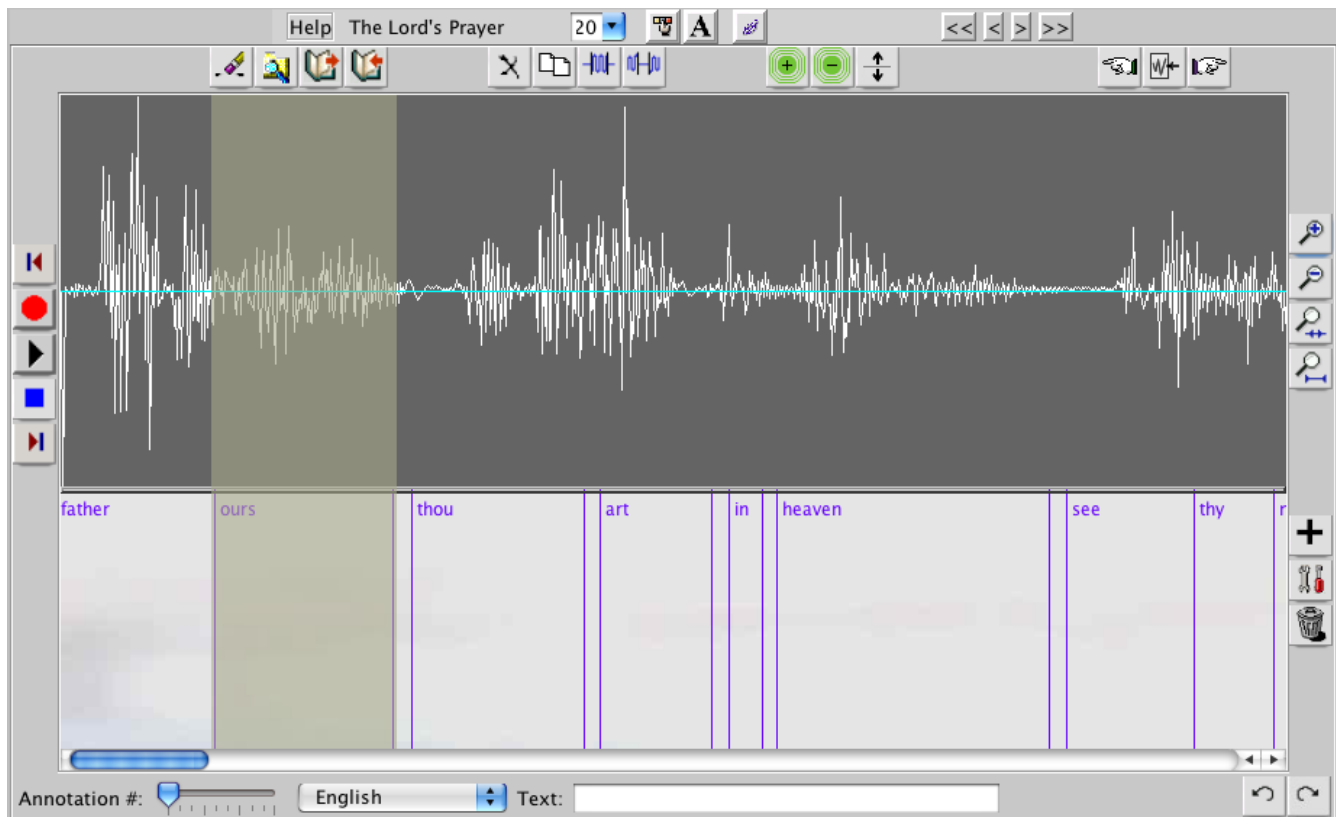 Help The Lord's Prayer 20 A << < > >>
father ours thou art in heaven see thy
Annotation #: English Text: